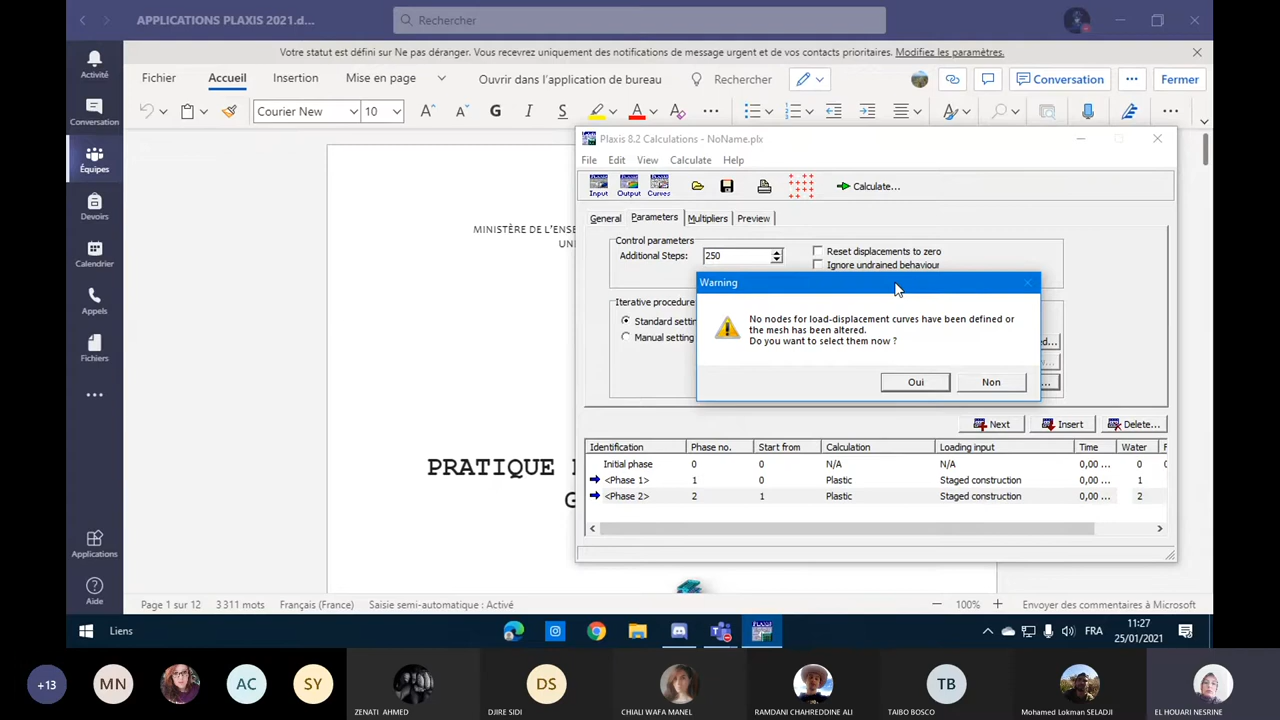 APPLICATIONS PLAXIS 2021.d...
Rechercher
Votre statut est défini sur Ne pas déranger. Vous recevrez uniquement des notifications de message urgent et de vos contacts prioritaires. Modifiez les paramètres.
Activité
Conversation
Équipes
Devoirs
Calendrier
Appels
Fichiers
Applications
Aide
Fichier Accueil Insertion Mise en page Ouvrir dans l'application de bureau Rechercher Conversation Fermer
Courier New 10 G I S A
MINISTÈRE DE L'ENSE
UNI
PRATIQUE
G
Plaxis 8.2 Calculations - NoName.plx
File Edit View Calculate Help
Input Output Curves Calculate...
General Parameters Multipliers Preview
Control parameters
Additional Steps: 250
Reset displacements to zero
Ignore undrained behaviour
Iterative procedure
Standard settin
Manual setting
Warning
No nodes for load-displacement curves have been defined or
the mesh has been altered.
Do you want to select them now ?
Oui Non
Next Insert Delete...
Identification Phase no. Start from Calculation Loading input Time Water F
Initial phase 0 0 N/A N/A 0,00 ... 0
<Phase 1> 1 0 Plastic Staged construction 0,00 ... 1
<Phase 2> 2 1 Plastic Staged construction 0,00 ... 2
Page 1 sur 12 3 311 mots Français (France) Saisie semi-automatique : Activé 100% Envoyer des commentaires à Microsoft
Liens
FRA
11:27
25/01/2021
+13 MN AC SY
ZENATI AHMED
DS
DJIRE SIDI
CHIALI WAFA MANEL
RAMDANI CHAHREDDINE ALI
TB
TAIBO BOSCO
Mohamed Lokman SELADJI
EL HOUARI NESRINE